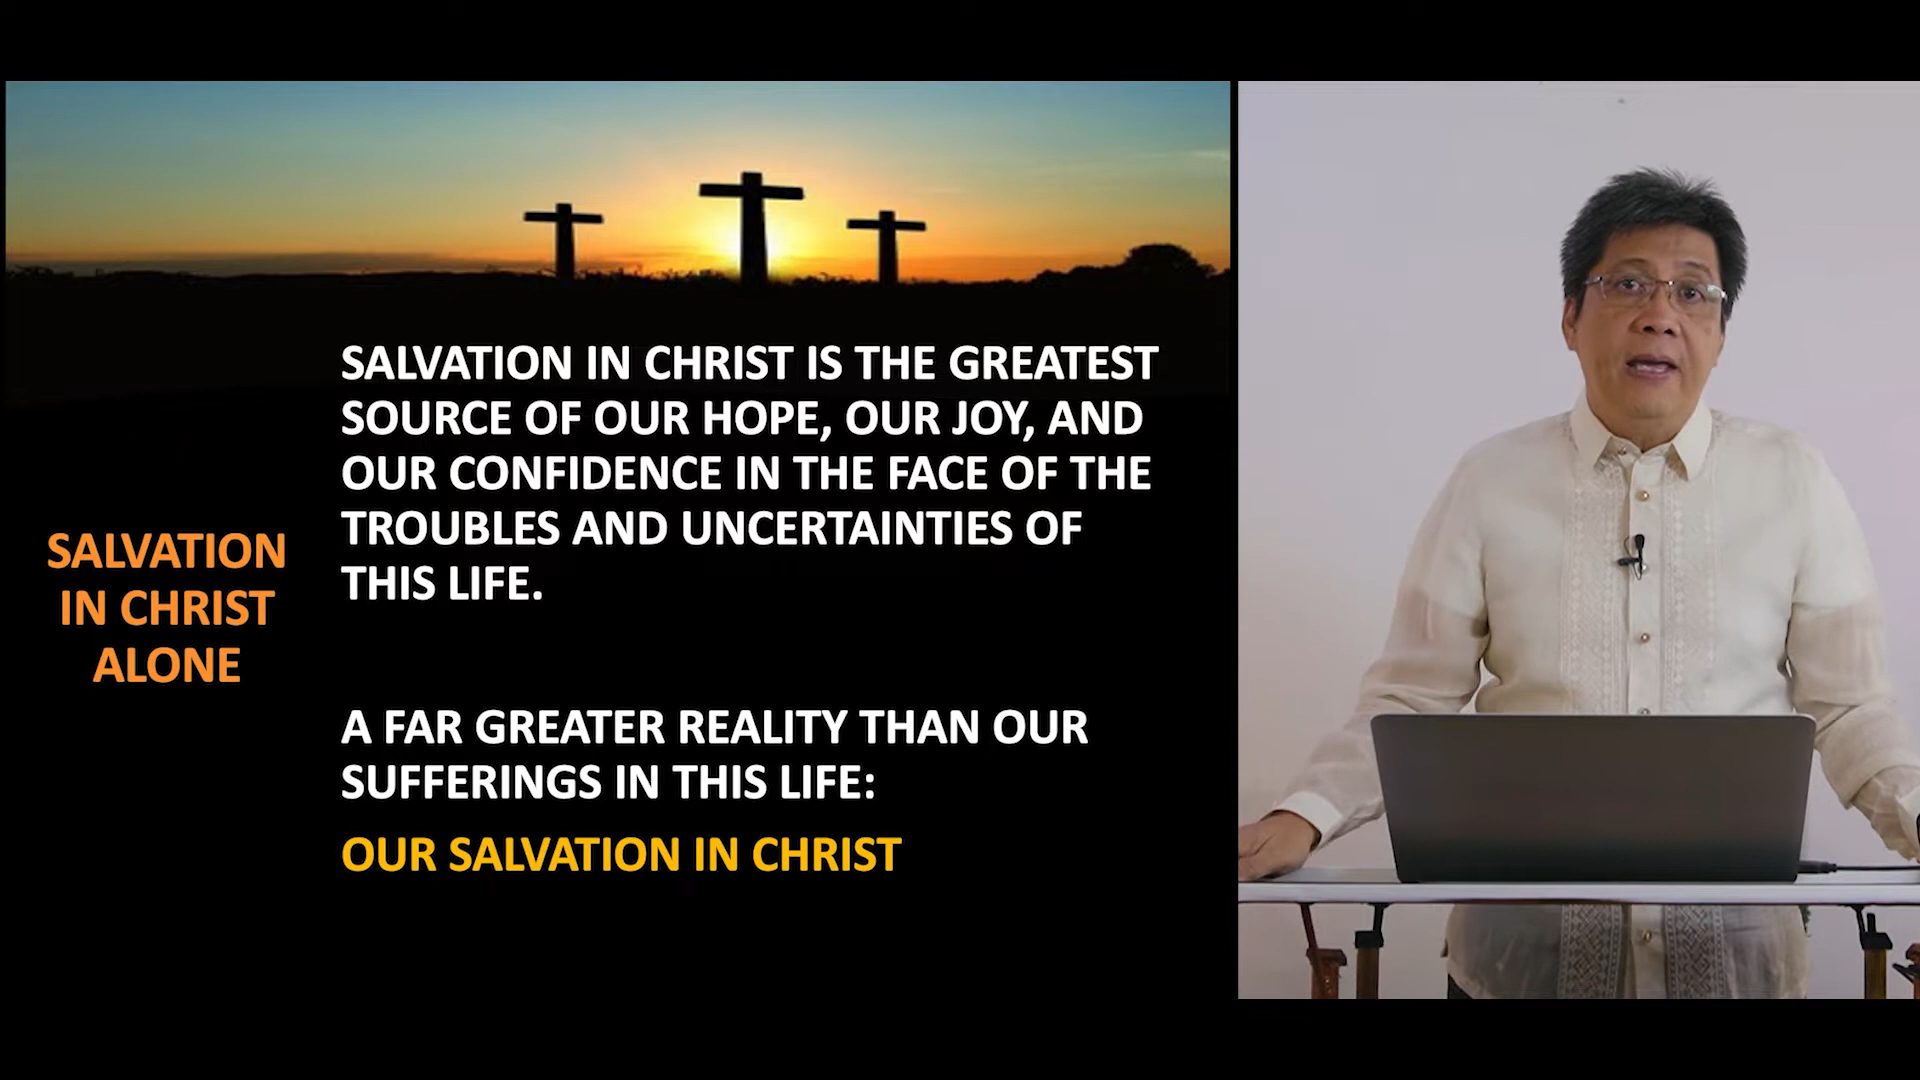 SALVATION
IN CHRIST
ALONE
SALVATION IN CHRIST IS THE GREATEST
SOURCE OF OUR HOPE, OUR JOY, AND
OUR CONFIDENCE IN THE FACE OF THE
TROUBLES AND UNCERTAINTIES OF
THIS LIFE.
A FAR GREATER REALITY THAN OUR
SUFFERINGS IN THIS LIFE:
OUR SALVATION IN CHRIST